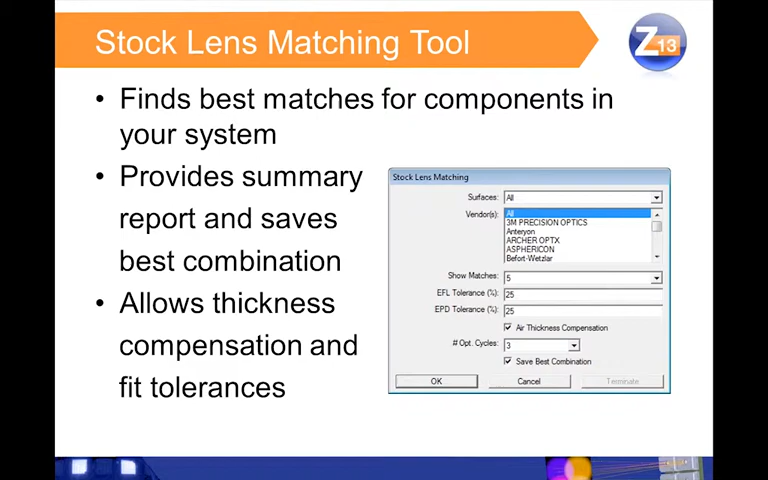 Stock Lens Matching Tool
Z 13
• Finds best matches for components in
your system
• Provides summary
report and saves
best combination
• Allows thickness
compensation and
fit tolerances
Stock Lens Matching
Surfaces: All
Vendor(s): All
3M PRECISION OPTICS
Anteryon
ARCHER OPTX
ASPHERICON
Befort-Wetzlar
Show Matches: 5
EFL Tolerance (%): 25
EPD Tolerance (%): 25
Air Thickness Compensation
# Opt. Cycles: 3
Save Best Combination
OK Cancel Terminate